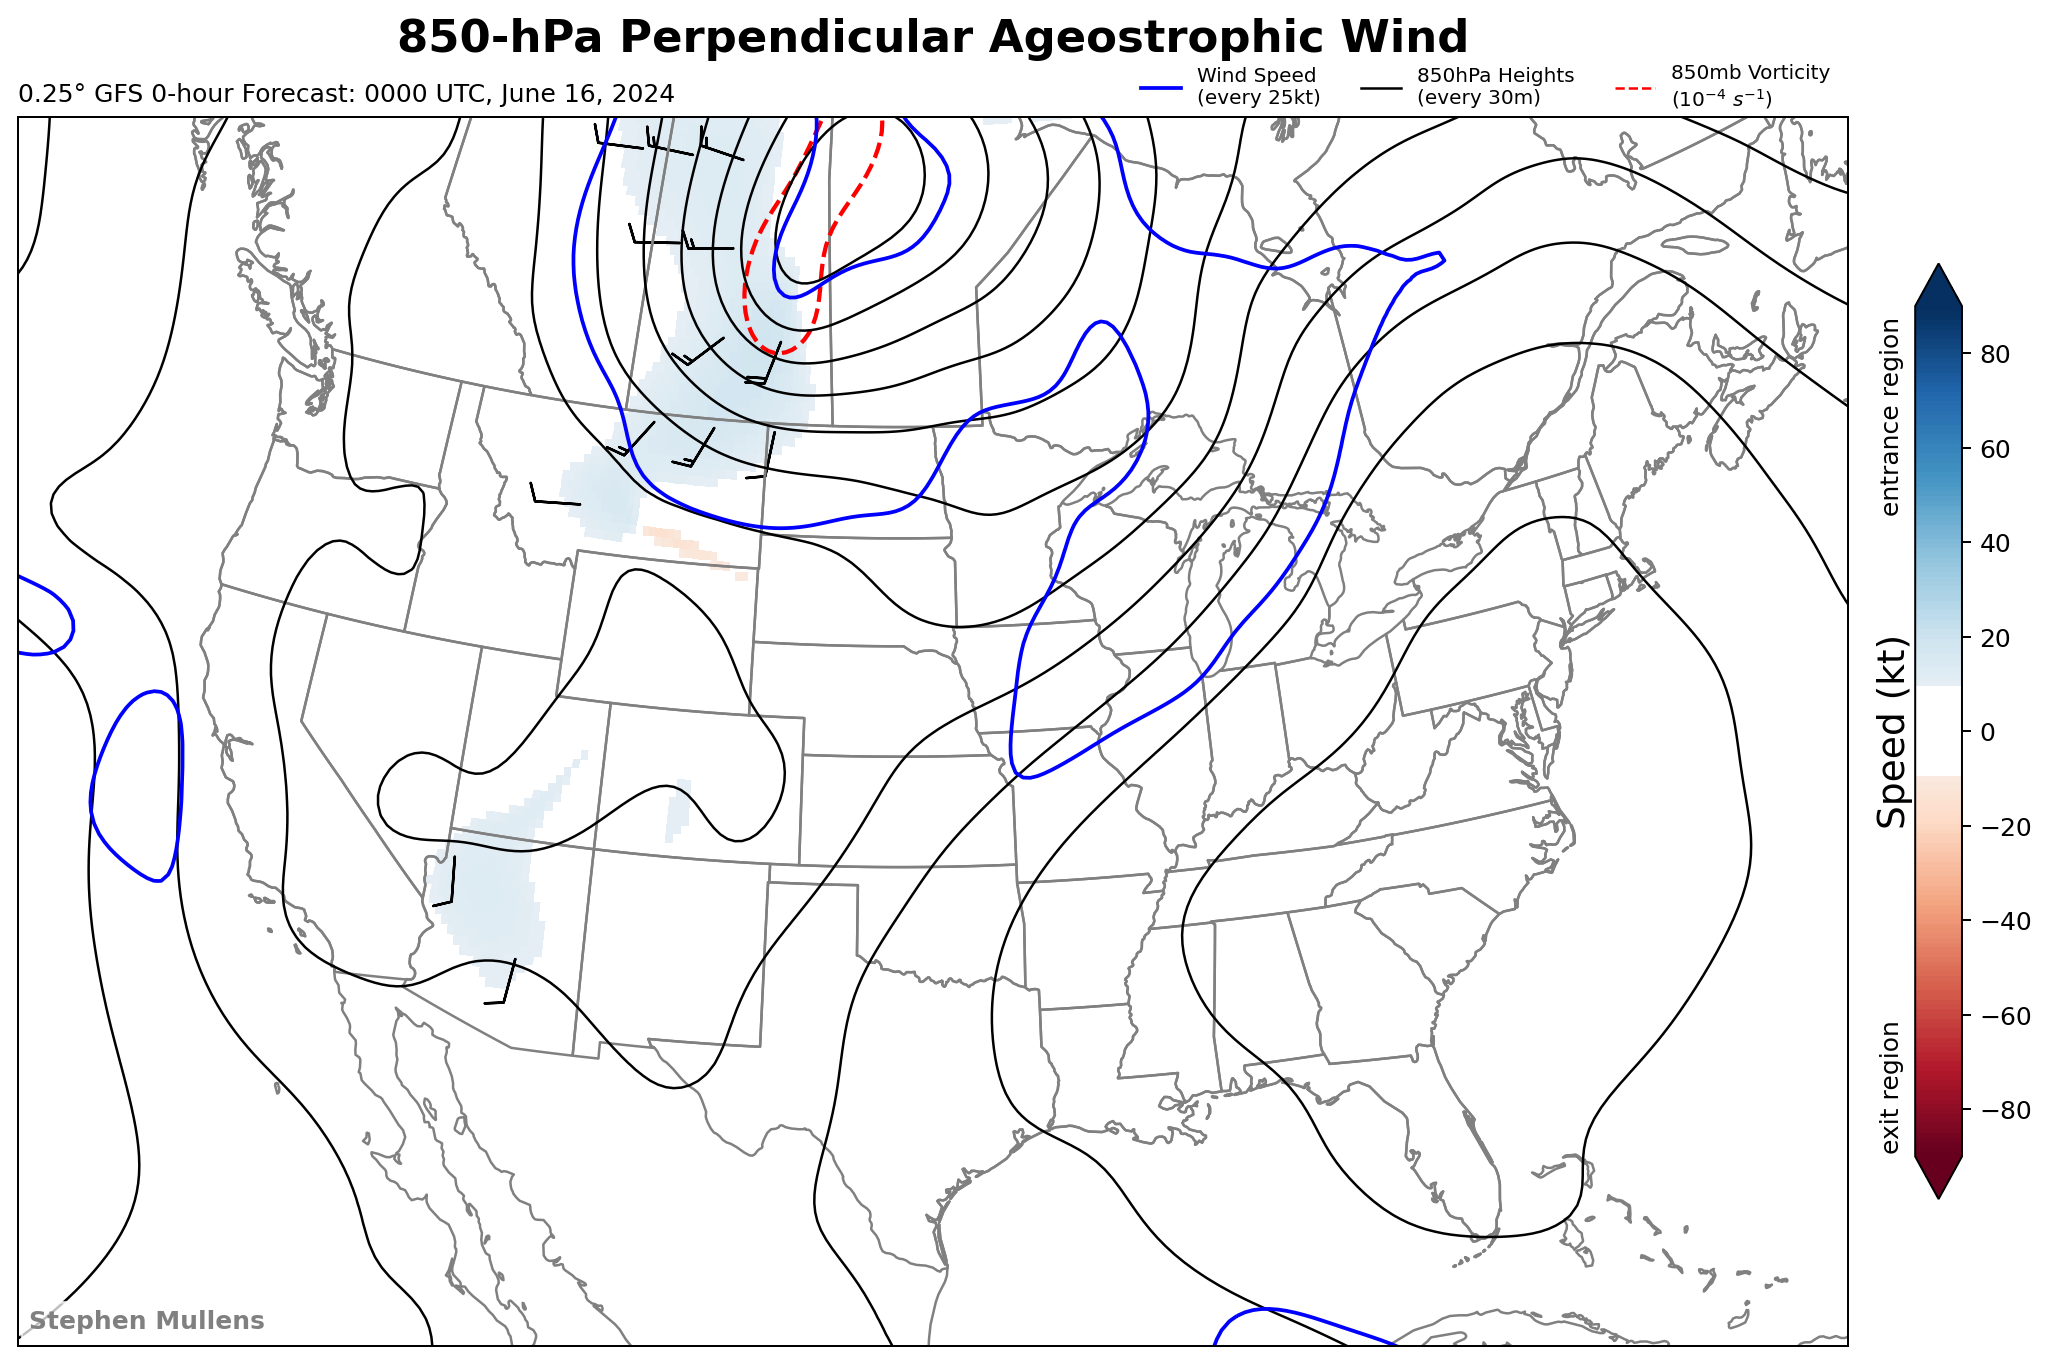 850-hPa Perpendicular Ageostrophic Wind
0.25° GFS 0-hour Forecast: 0000 UTC, June 16, 2024
Wind Speed
(every 25kt)
850hPa Heights
(every 30m)
850mb Vorticity
(10⁻⁴ s⁻¹)
entrance region
Speed (kt)
exit region
80
60
40
20
0
−20
−40
−60
−80
Stephen Mullens